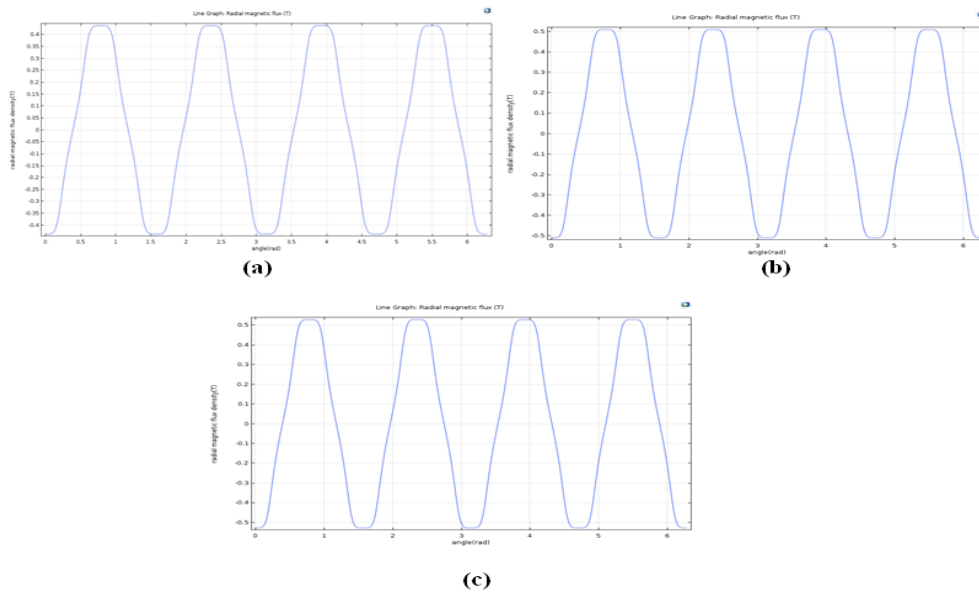 Line Graph: Radial magnetic flux (T)
radial magnetic flux density(T)
0.4
0.35
0.3
0.25
0.2
0.15
0.1
0.05
0
-0.05
-0.1
-0.15
-0.2
-0.25
-0.3
-0.35
-0.4
0 0.5 1 1.5 2 2.5 3 3.5 4 4.5 5 5.5 6
angle(rad)
(a)
Line Graph: Radial magnetic flux (T)
radial magnetic flux density(T)
0.5
0.4
0.3
0.2
0.1
0
-0.1
-0.2
-0.3
-0.4
-0.5
0 1 2 3 4 5 6
angle(rad)
(b)
Line Graph: Radial magnetic flux (T)
radial magnetic flux density(T)
0.5
0.4
0.3
0.2
0.1
0
-0.1
-0.2
-0.3
-0.4
-0.5
0 1 2 3 4 5 6
angle(rad)
(c)